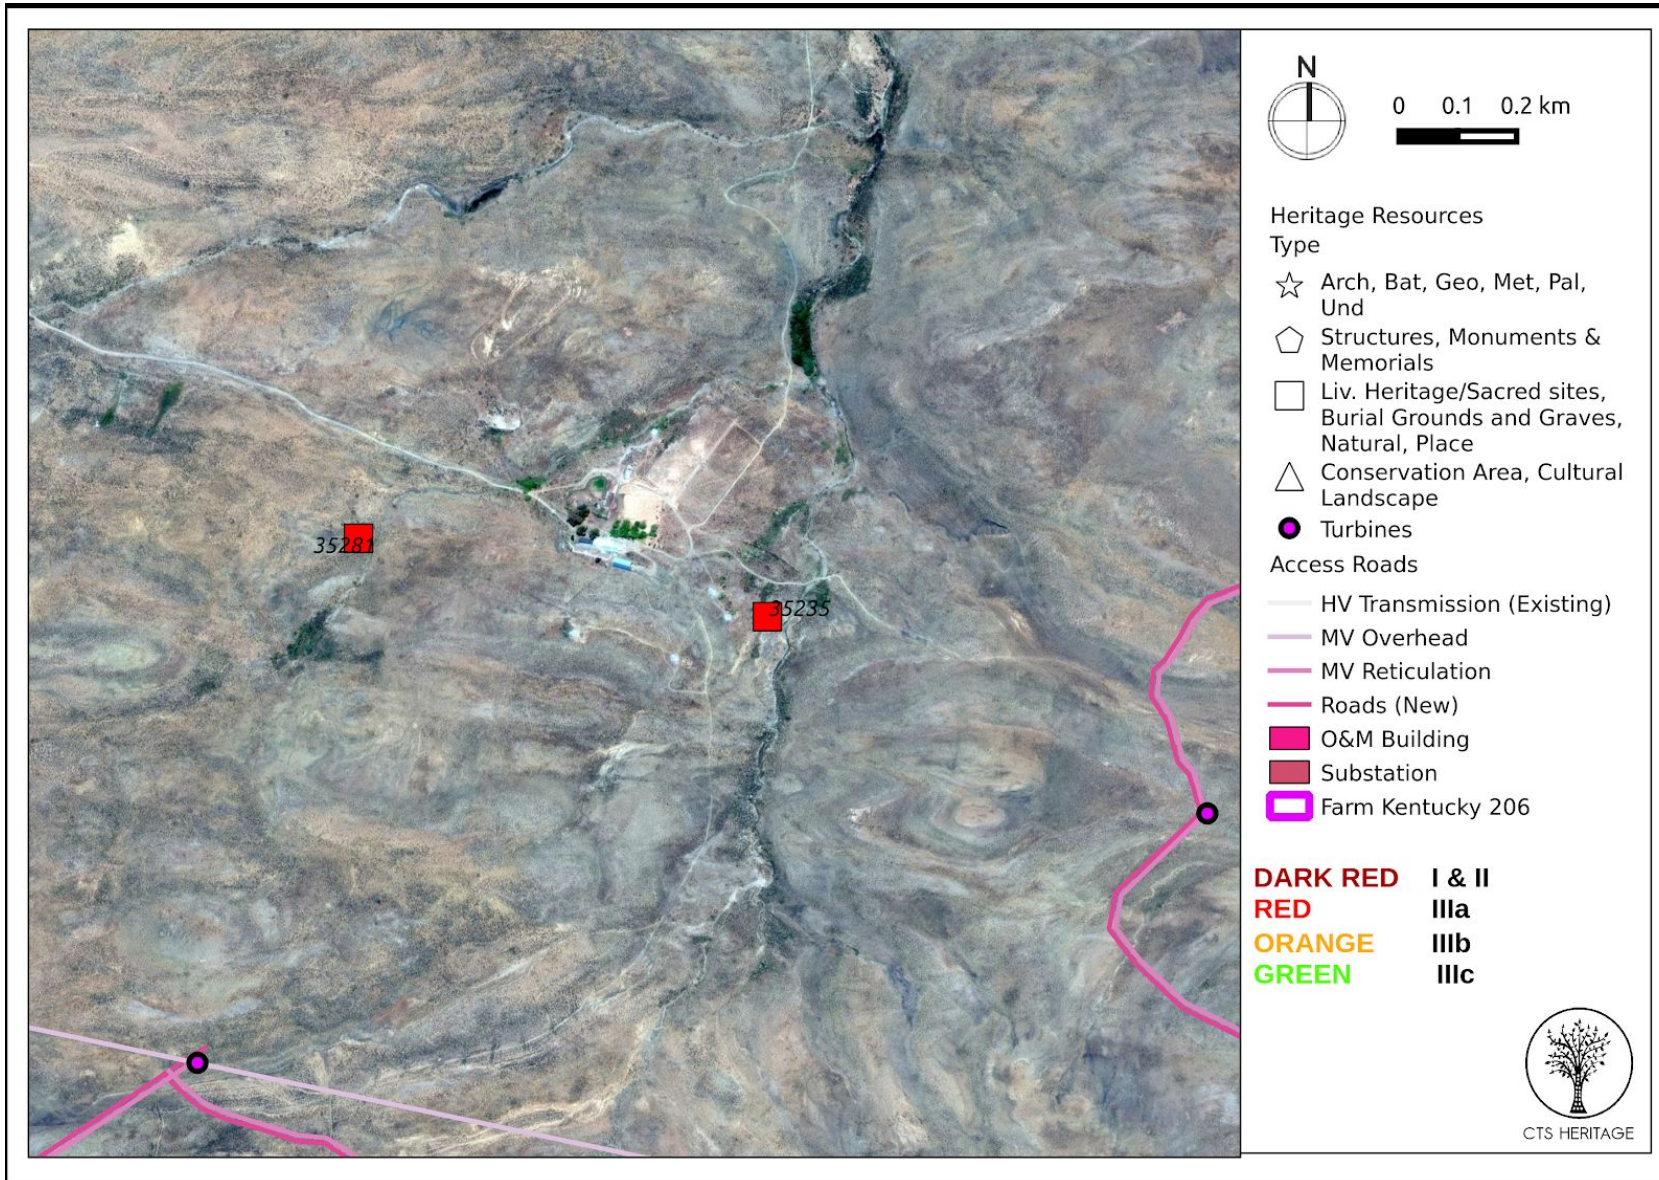 N
0 0.1 0.2 km
Heritage Resources
Type
Arch, Bat, Geo, Met, Pal,
Und
Structures, Monuments &
Memorials
Liv. Heritage/Sacred sites,
Burial Grounds and Graves,
Natural, Place
Conservation Area, Cultural
Landscape
Turbines
Access Roads
HV Transmission (Existing)
MV Overhead
MV Reticulation
Roads (New)
O&M Building
Substation
Farm Kentucky 206
DARK RED I & II
RED IIIa
ORANGE IIIb
GREEN IIIc
CTS HERITAGE
35281
35235